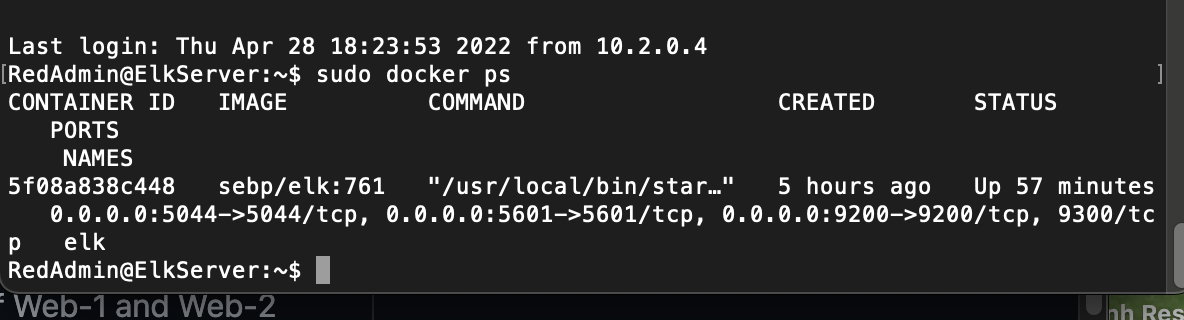 Last login: Thu Apr 28 18:23:53 2022 from 10.2.0.4
[RedAdmin@ElkServer:~$ sudo docker ps ]
CONTAINER ID   IMAGE          COMMAND                  CREATED       STATUS
   PORTS
    NAMES
5f08a838c448   sebp/elk:761   "/usr/local/bin/star…"   5 hours ago   Up 57 minutes
   0.0.0.0:5044->5044/tcp, 0.0.0.0:5601->5601/tcp, 0.0.0.0:9200->9200/tcp, 9300/tc
p   elk
RedAdmin@ElkServer:~$
Web-1 and Web-2
Res